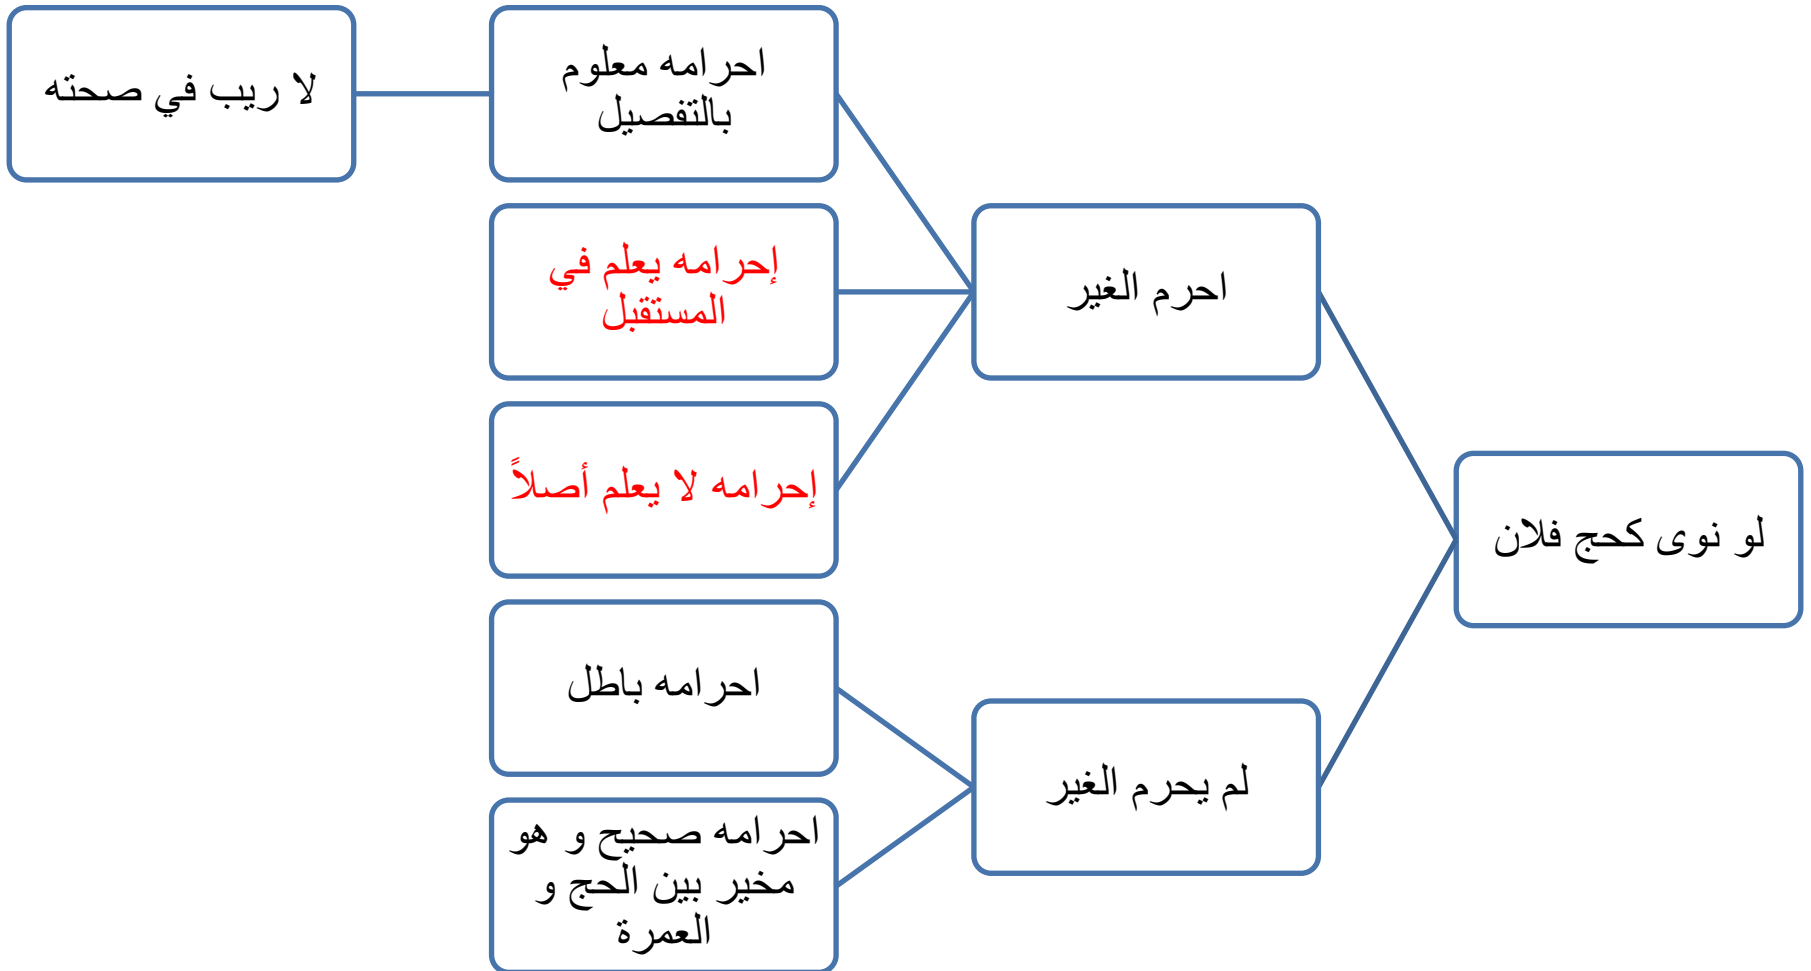 لو نوى كحج فلان
احرم الغير
احرامه معلوم
بالتفصيل
لا ريب في صحته
إحرامه يعلم في
المستقبل
إحرامه لا يعلم أصلاً
لم يحرم الغير
احرامه باطل
احرامه صحيح و هو
مخير بين الحج و
العمرة